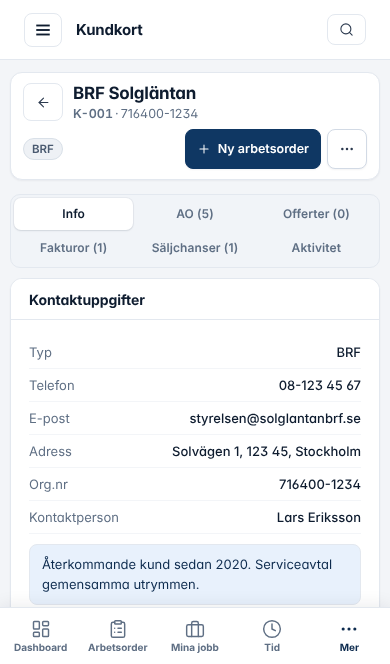 Kundkort
BRF Solgläntan
K-001 · 716400-1234
BRF
Ny arbetsorder
Info
AO (5)
Offerter (0)
Fakturor (1)
Säljchanser (1)
Aktivitet
Kontaktuppgifter
Typ BRF
Telefon 08-123 45 67
E-post styrelsen@solglantanbrf.se
Adress Solvägen 1, 123 45, Stockholm
Org.nr 716400-1234
Kontaktperson Lars Eriksson
Återkommande kund sedan 2020. Serviceavtal
gemensamma utrymmen.
Dashboard
Arbetsorder
Mina jobb
Tid
Mer